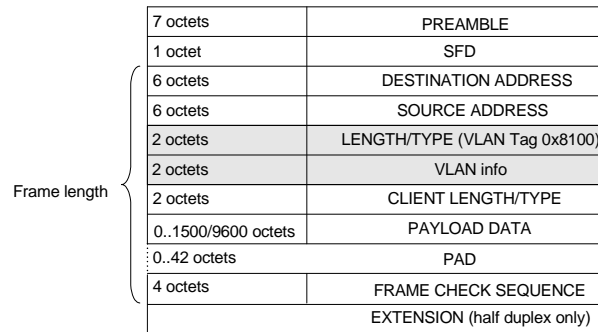 7 octets PREAMBLE
1 octet SFD
6 octets DESTINATION ADDRESS
6 octets SOURCE ADDRESS
2 octets LENGTH/TYPE (VLAN Tag 0x8100)
2 octets VLAN info
Frame length
2 octets CLIENT LENGTH/TYPE
0..1500/9600 octets PAYLOAD DATA
0..42 octets PAD
4 octets FRAME CHECK SEQUENCE
EXTENSION (half duplex only)